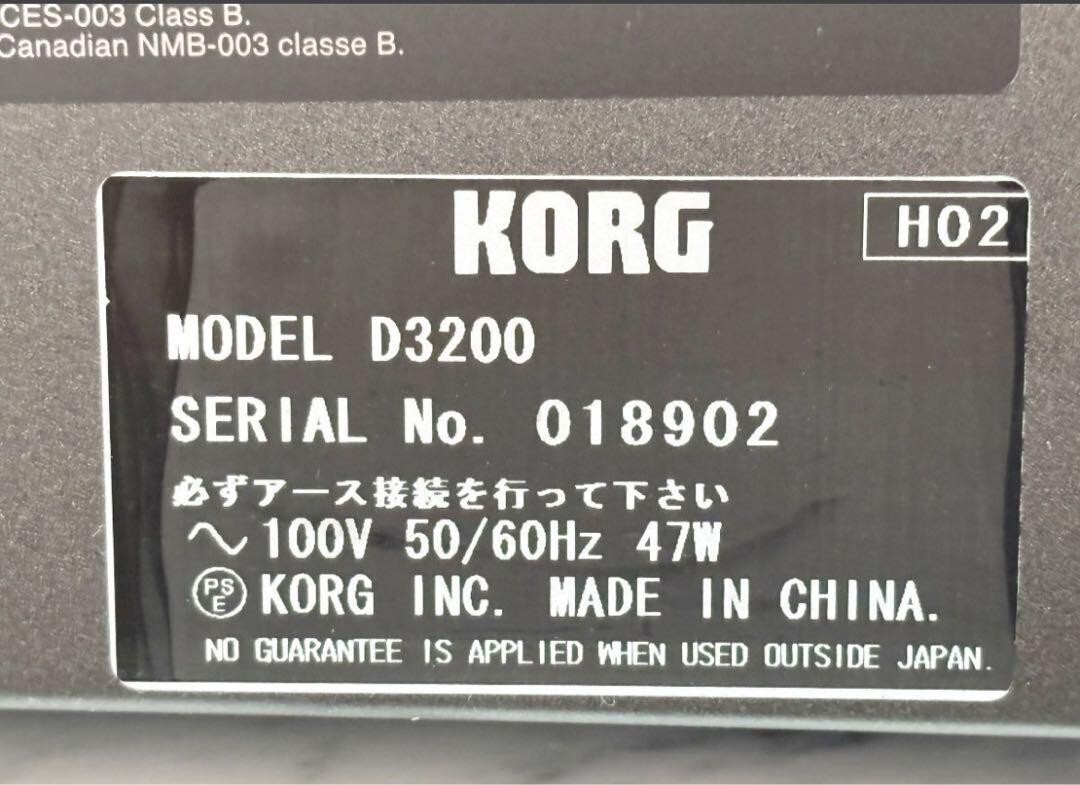 CES-003 Class B.
Canadian NMB-003 classe B.
KORG
H02
MODEL D3200
SERIAL No. 018902
必ずアース接続を行って下さい
～100V 50/60Hz 47W
PSE KORG INC. MADE IN CHINA.
NO GUARANTEE IS APPLIED WHEN USED OUTSIDE JAPAN.